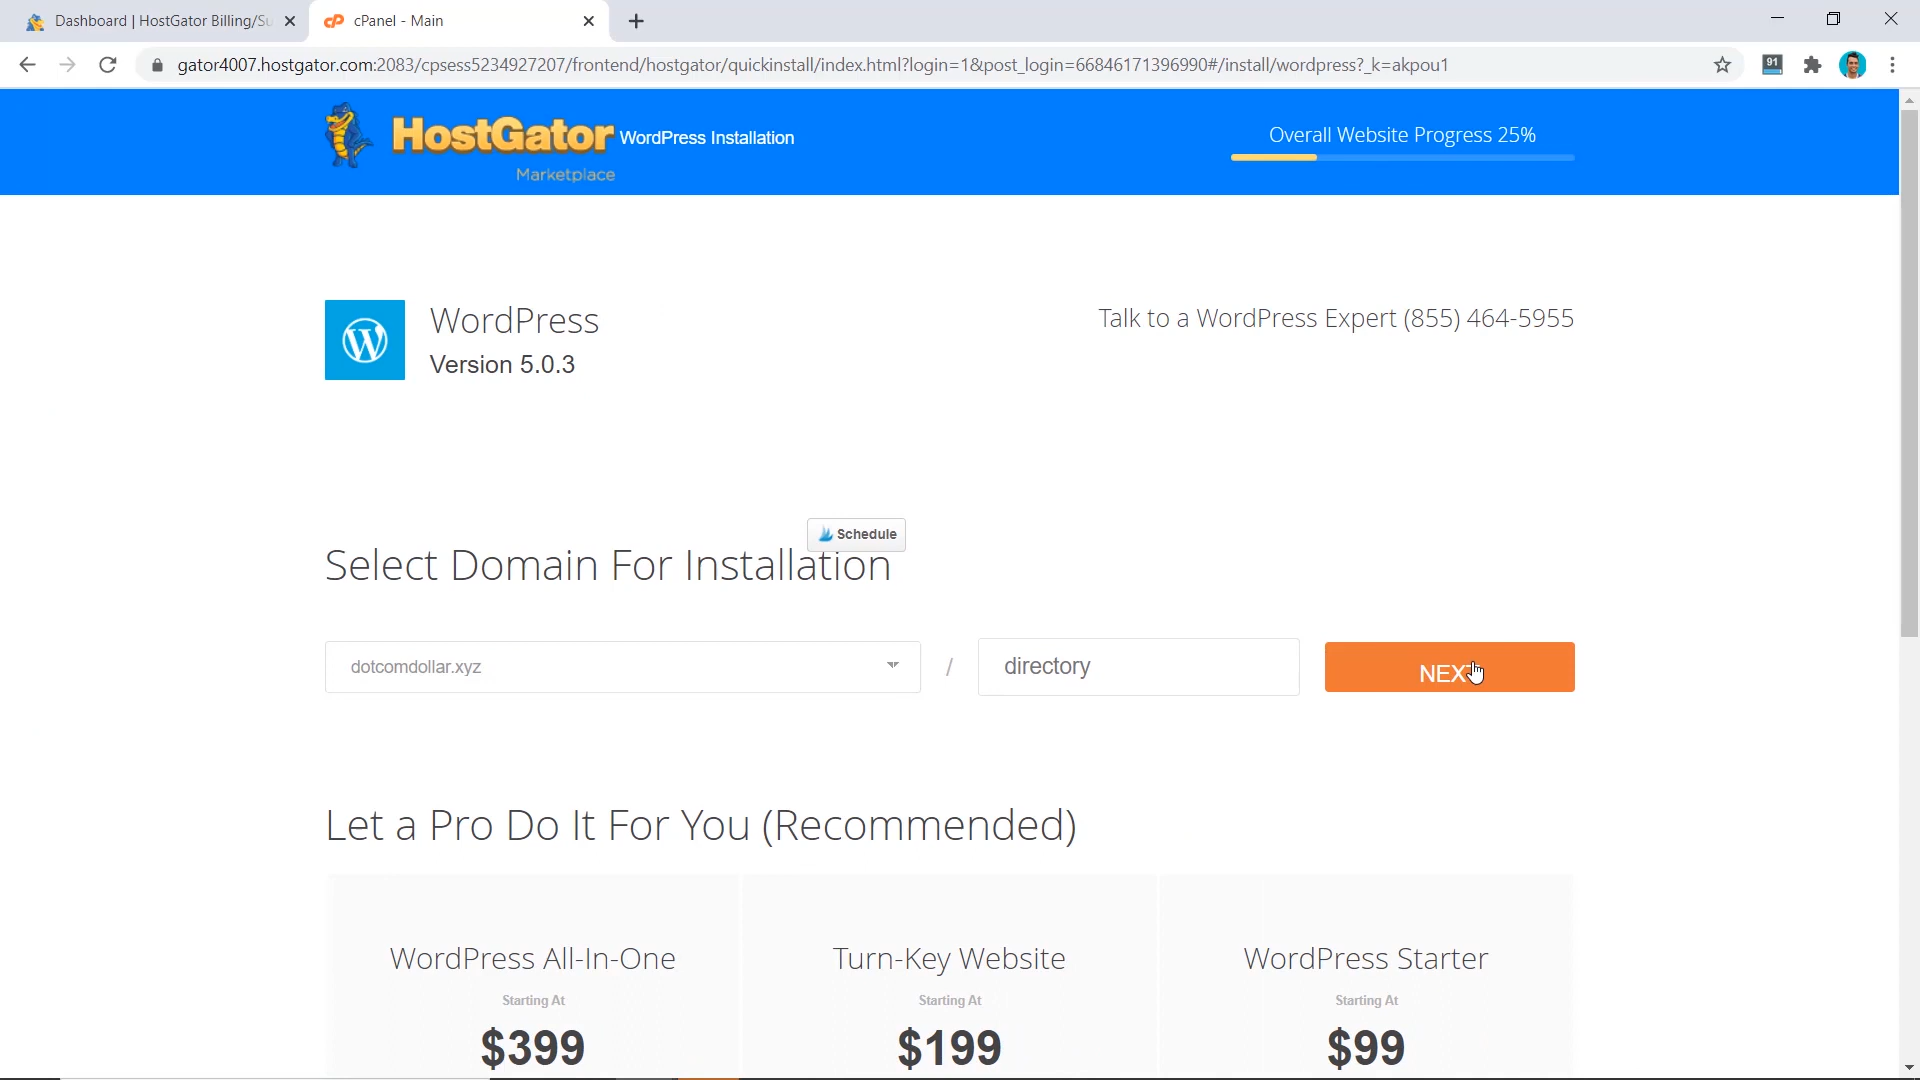 Dashboard | HostGator Billing/Su
cPanel - Main
gator4007.hostgator.com:2083/cpsess5234927207/frontend/hostgator/quickinstall/index.html?login=1&post_login=66846171396990#/install/wordpress?_k=akpou1
91
HostGator WordPress Installation
Marketplace
Overall Website Progress 25%
WordPress
Version 5.0.3
Talk to a WordPress Expert (855) 464-5955
Schedule
Select Domain For Installation
dotcomdollar.xyz / directory NEXT
Let a Pro Do It For You (Recommended)
WordPress All-In-One
Starting At
$399
Turn-Key Website
Starting At
$199
WordPress Starter
Starting At
$99